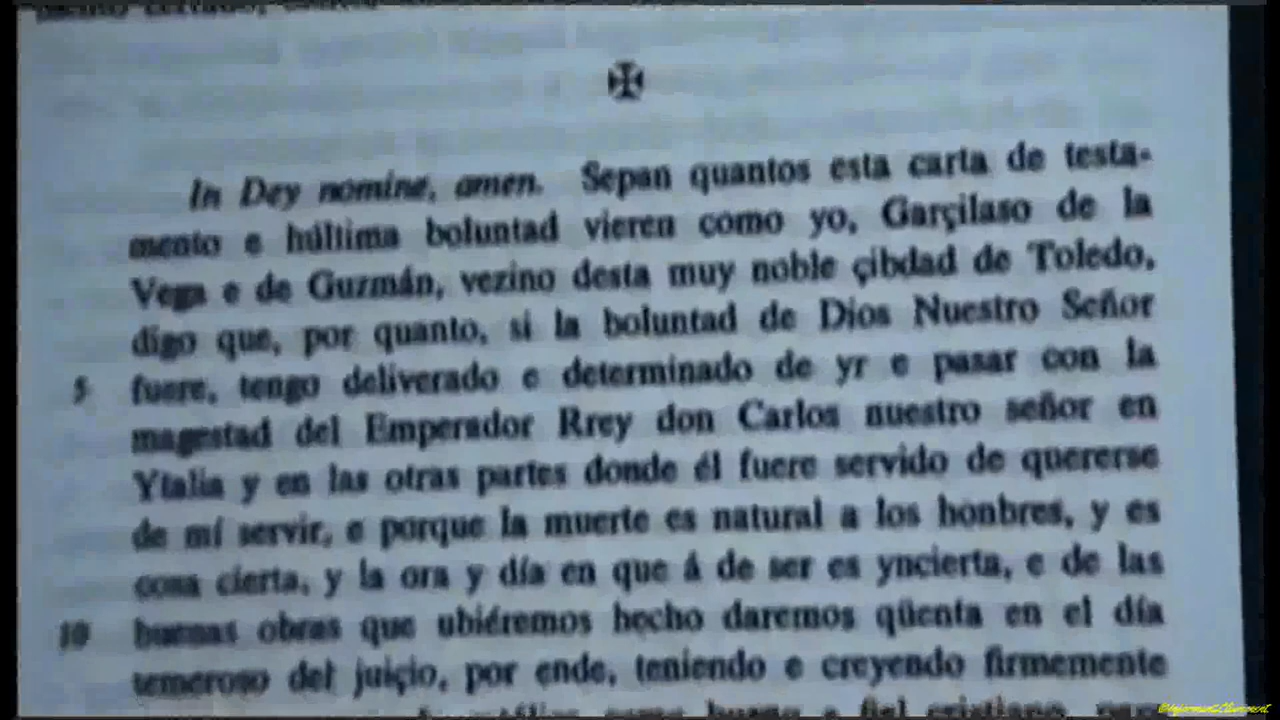 ✠
In Dey nomine, amen. Sepan quantos esta carta de testa-
mento e húltima boluntad vieren como yo, Garçilaso de la
Vega e de Guzmán, vezino desta muy noble çibdad de Toledo,
digo que, por quanto, si la boluntad de Dios Nuestro Señor
5 fuere, tengo deliverado e determinado de yr e pasar con la
magestad del Emperador Rrey don Carlos nuestro señor en
Ytalia y en las otras partes donde él fuere servido de quererse
de mí servir, e porque la muerte es natural a los honbres, y es
cosa cierta, y la ora y día en que á de ser es yncierta, e de las
10 buenas obras que ubiéremos hecho daremos qüenta en el día
temeroso del juiçio, por ende, teniendo e creyendo firmemente
como bueno e fiel cristiano,